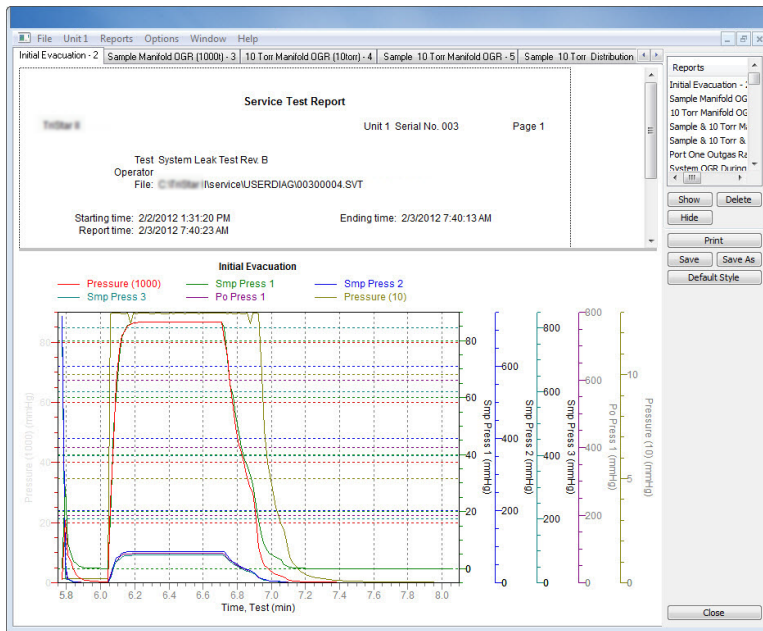 File Unit 1 Reports Options Window Help
Initial Evacuation - 2 Sample Manifold OGR (1000t) - 3 10 Torr Manifold OGR (10torr) - 4 Sample 10 Torr Manifold OGR - 5 Sample 10 Torr Distribution
Service Test Report
Unit 1 Serial No. 003 Page 1
Test System Leak Test Rev. B
Operator
File: \service\USERDIAG\00300004.SVT
Starting time: 2/2/2012 1:31:20 PM Ending time: 2/3/2012 7:40:13 AM
Report time: 2/3/2012 7:40:23 AM
Initial Evacuation
Pressure (1000) Smp Press 1 Smp Press 2
Smp Press 3 Po Press 1 Pressure (10)
Pressure (1000) (mmHg)
80
60
40
20
0
5.8 6.0 6.2 6.4 6.6 6.8 7.0 7.2 7.4 7.6 7.8 8.0
Time, Test (min)
Smp Press 1 (mmHg)
80
60
40
20
0
Smp Press 2 (mmHg)
600
400
200
0
Smp Press 3 (mmHg)
800
600
400
200
0
Po Press 1 (mmHg)
800
600
400
200
0
Pressure (10) (mmHg)
10
5
0
Reports
Initial Evacuation -
Sample Manifold OG
10 Torr Manifold OG
Sample & 10 Torr M
Sample & 10 Torr &
Port One Outgas Ra
System OGR During
Show Delete
Hide
Print
Save Save As
Default Style
Close